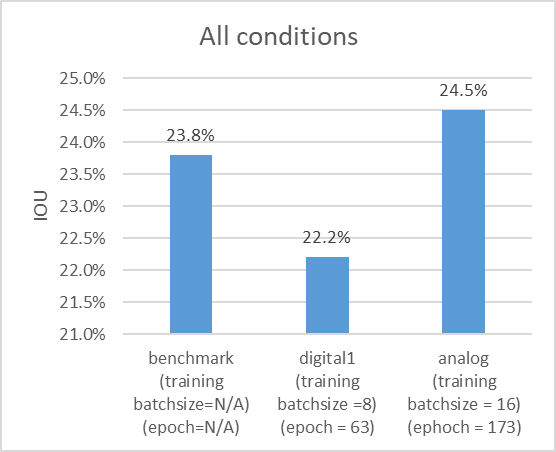 All conditions
25.0%
24.5%
24.0%
23.5%
23.0%
22.5%
22.0%
21.5%
21.0%
IOU
23.8%
22.2%
24.5%
benchmark
(training
batchsize=N/A)
(epoch=N/A)
digital1
(training
batchsize =8)
(epoch = 63)
analog
(training
batchsize = 16)
(ephoch = 173)